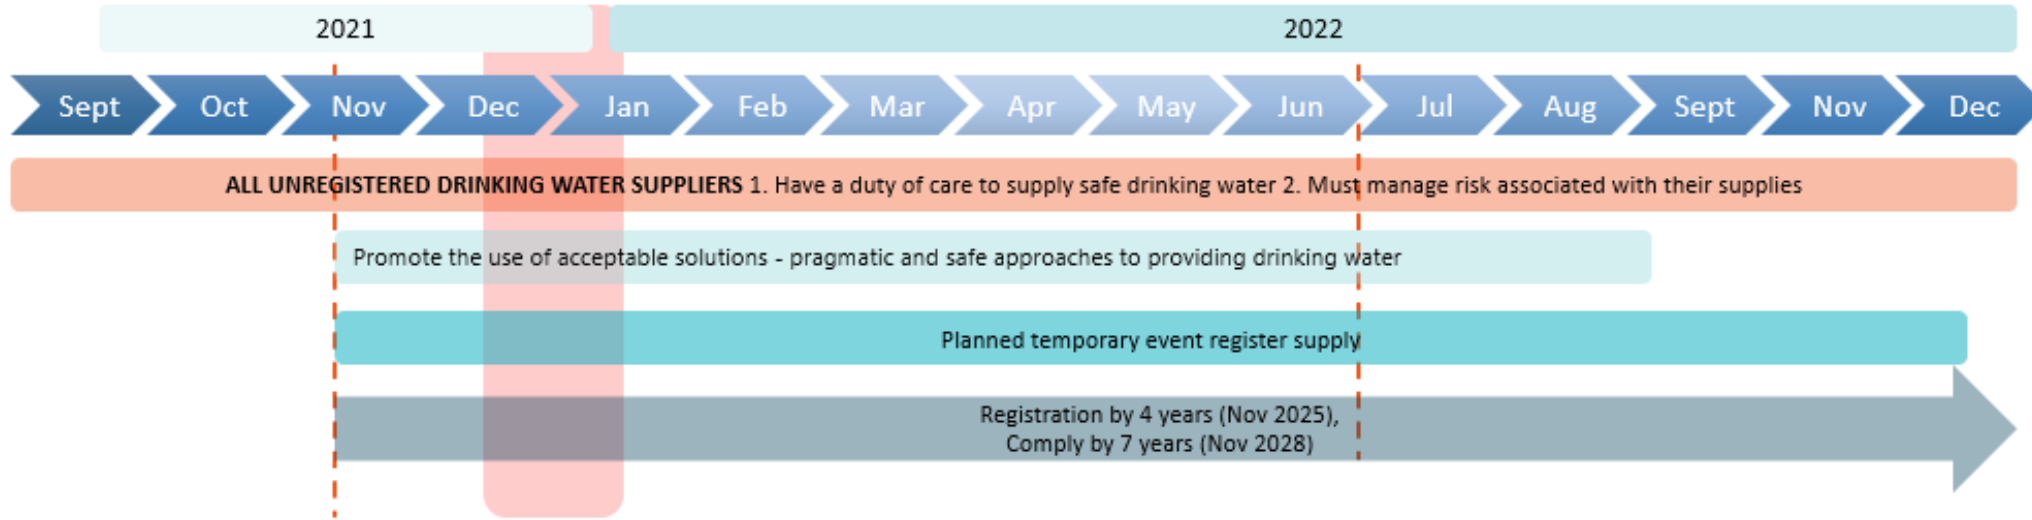 2021
2022
Sept Oct Nov Dec Jan Feb Mar Apr May Jun Jul Aug Sept Nov Dec
ALL UNREGISTERED DRINKING WATER SUPPLIERS 1. Have a duty of care to supply safe drinking water 2. Must manage risk associated with their supplies
Promote the use of acceptable solutions - pragmatic and safe approaches to providing drinking water
Planned temporary event register supply
Registration by 4 years (Nov 2025),
Comply by 7 years (Nov 2028)